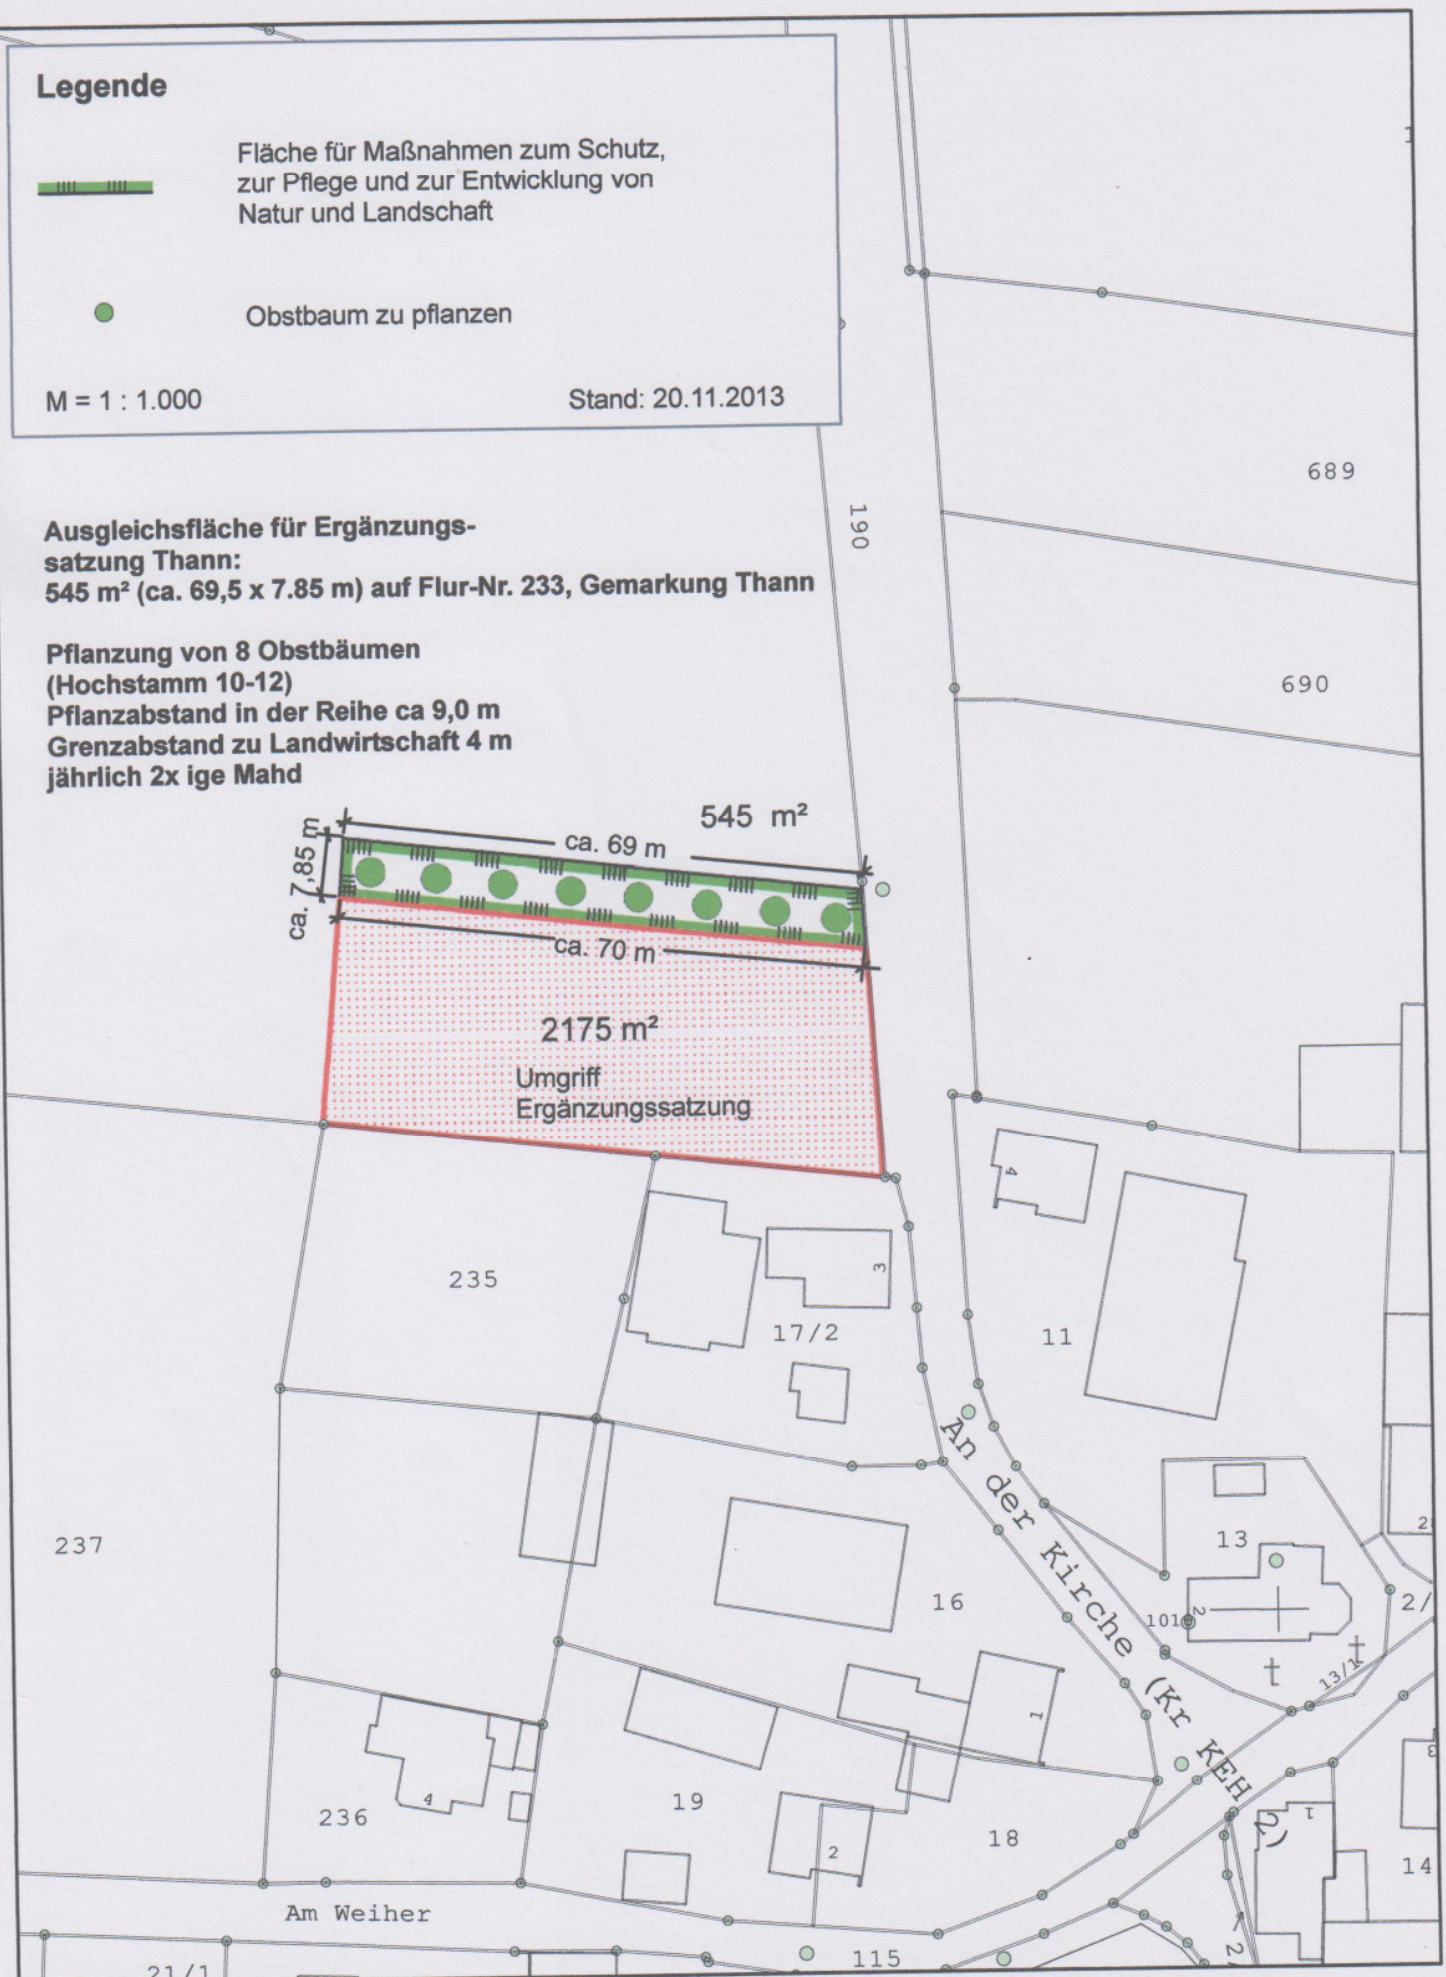 Legende
Fläche für Maßnahmen zum Schutz,
zur Pflege und zur Entwicklung von
Natur und Landschaft
Obstbaum zu pflanzen
M = 1 : 1.000
Stand: 20.11.2013
Ausgleichsfläche für Ergänzungs-
satzung Thann:
545 m² (ca. 69,5 x 7.85 m) auf Flur-Nr. 233, Gemarkung Thann
Pflanzung von 8 Obstbäumen
(Hochstamm 10-12)
Pflanzabstand in der Reihe ca 9,0 m
Grenzabstand zu Landwirtschaft 4 m
jährlich 2x ige Mahd
190
689
690
545 m²
ca. 69 m
ca. 7,85 m
ca. 70 m
2175 m²
Umgriff
Ergänzungssatzung
4
235
3
17/2
11
237
An der Kirche (Kr KEH 2)
13
2
101
16
2/
13/1
1
4
236
19
2
18
3
1
14
Am Weiher
115
2
21/1